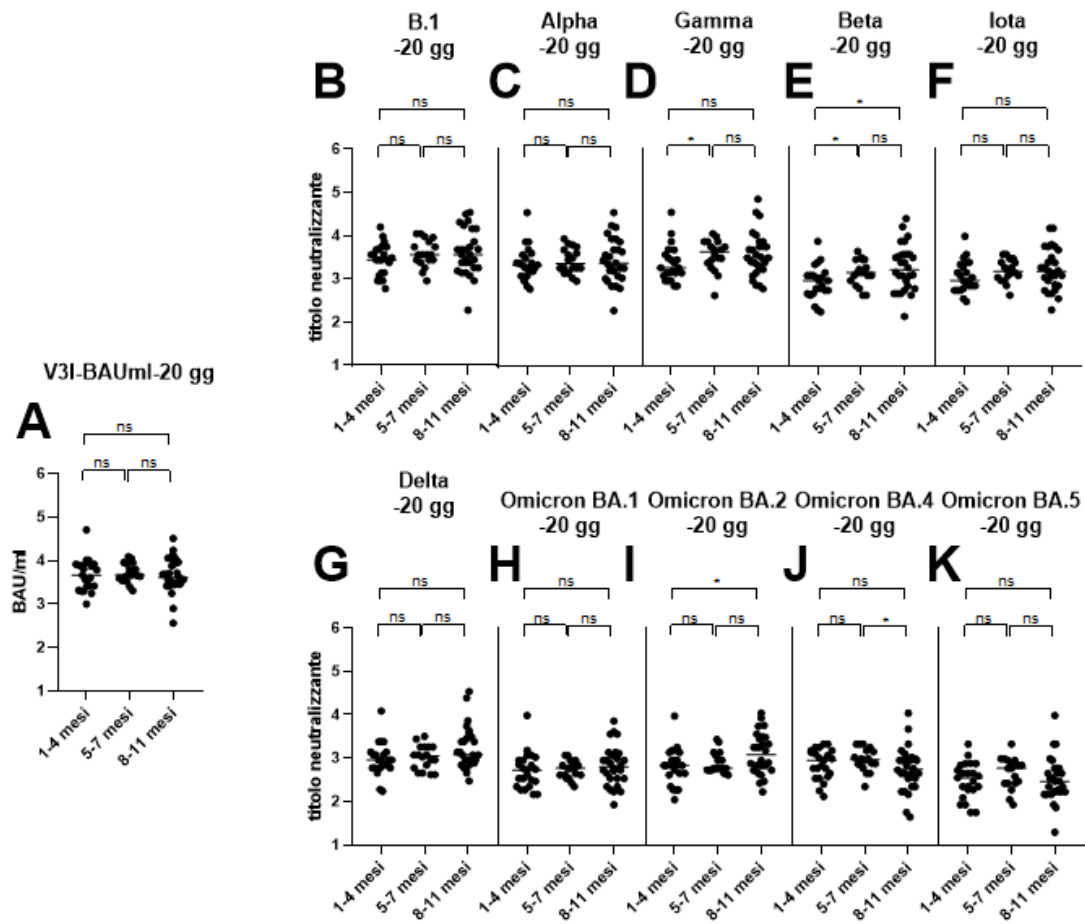 V3I-BAUml-20 gg
A
ns
ns ns
6
5
4
3
2
1
BAU/ml
1-4 mesi
5-7 mesi
8-11 mesi
B.1
-20 gg
B
ns
ns ns
6
5
4
3
2
1
titolo neutralizzante
1-4 mesi
5-7 mesi
8-11 mesi
Alpha
-20 gg
C
ns
ns ns
1-4 mesi
5-7 mesi
8-11 mesi
Gamma
-20 gg
D
ns
* ns
1-4 mesi
5-7 mesi
8-11 mesi
Beta
-20 gg
E
*
* ns
1-4 mesi
5-7 mesi
8-11 mesi
Iota
-20 gg
F
ns
ns ns
1-4 mesi
5-7 mesi
8-11 mesi
Delta
-20 gg
G
ns
ns ns
6
5
4
3
2
1
titolo neutralizzante
1-4 mesi
5-7 mesi
8-11 mesi
Omicron BA.1
-20 gg
H
ns
ns ns
1-4 mesi
5-7 mesi
8-11 mesi
Omicron BA.2
-20 gg
I
*
ns ns
1-4 mesi
5-7 mesi
8-11 mesi
Omicron BA.4
-20 gg
J
ns
ns *
1-4 mesi
5-7 mesi
8-11 mesi
Omicron BA.5
-20 gg
K
ns
ns ns
1-4 mesi
5-7 mesi
8-11 mesi